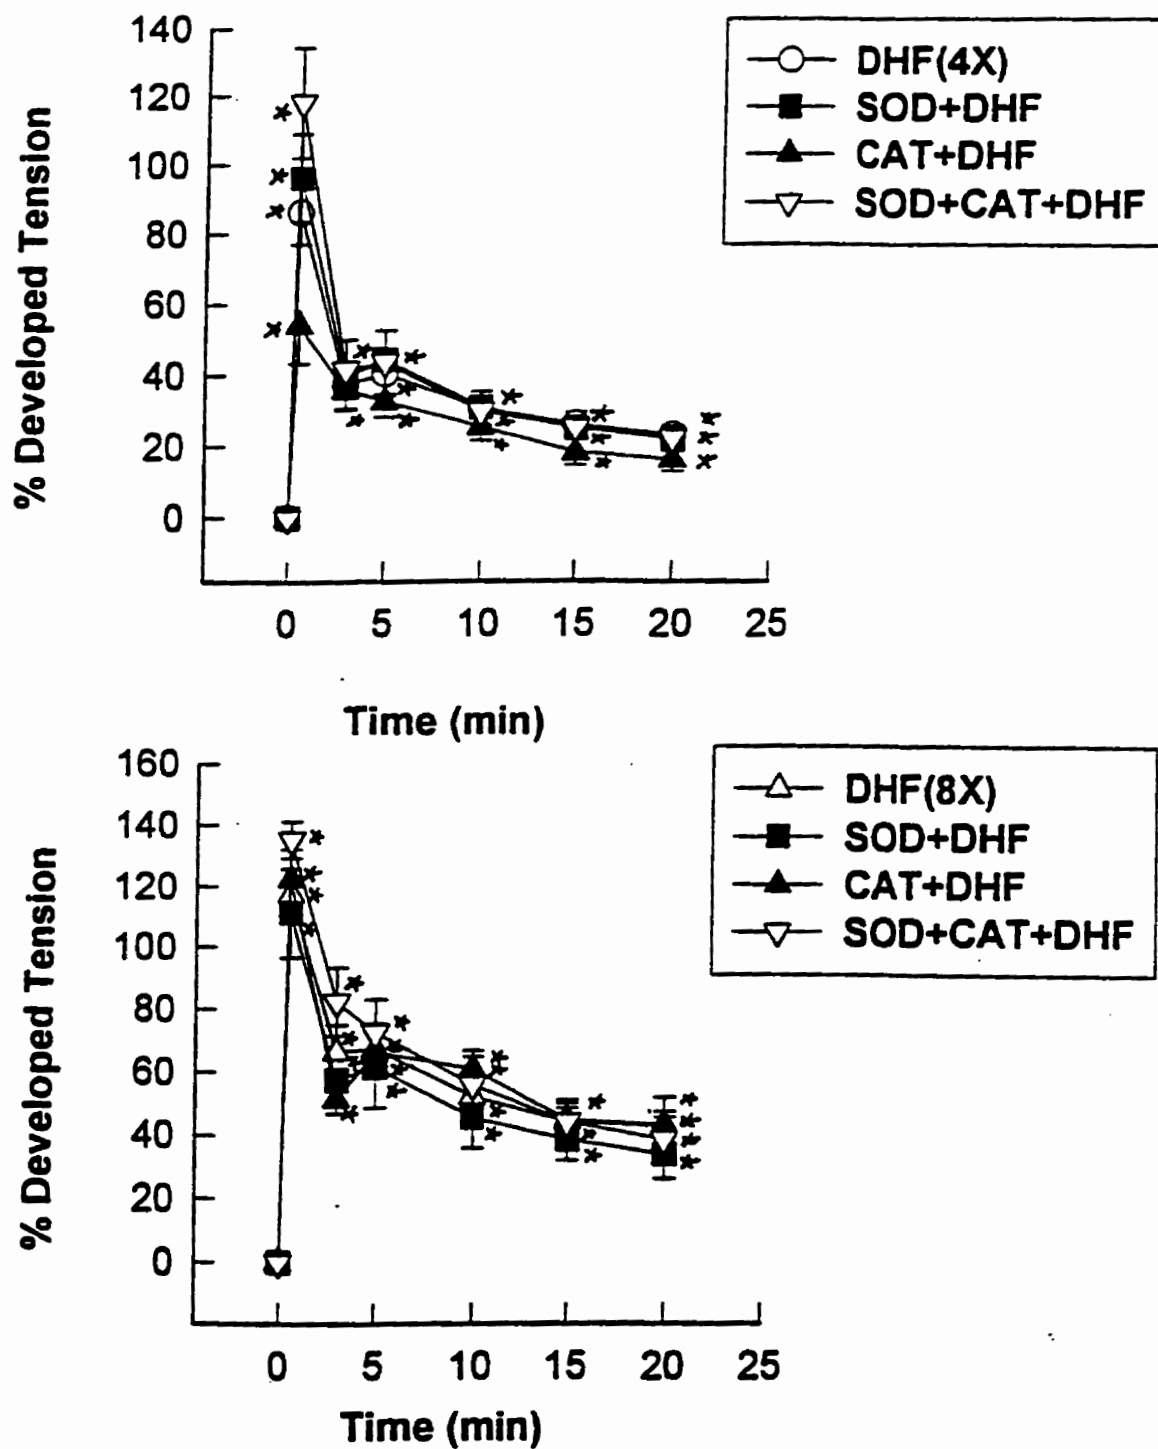 % Developed Tension
140
120
100
80
60
40
20
0
0 5 10 15 20 25
Time (min)
DHF(4X)
SOD+DHF
CAT+DHF
SOD+CAT+DHF
% Developed Tension
160
140
120
100
80
60
40
20
0
0 5 10 15 20 25
Time (min)
DHF(8X)
SOD+DHF
CAT+DHF
SOD+CAT+DHF